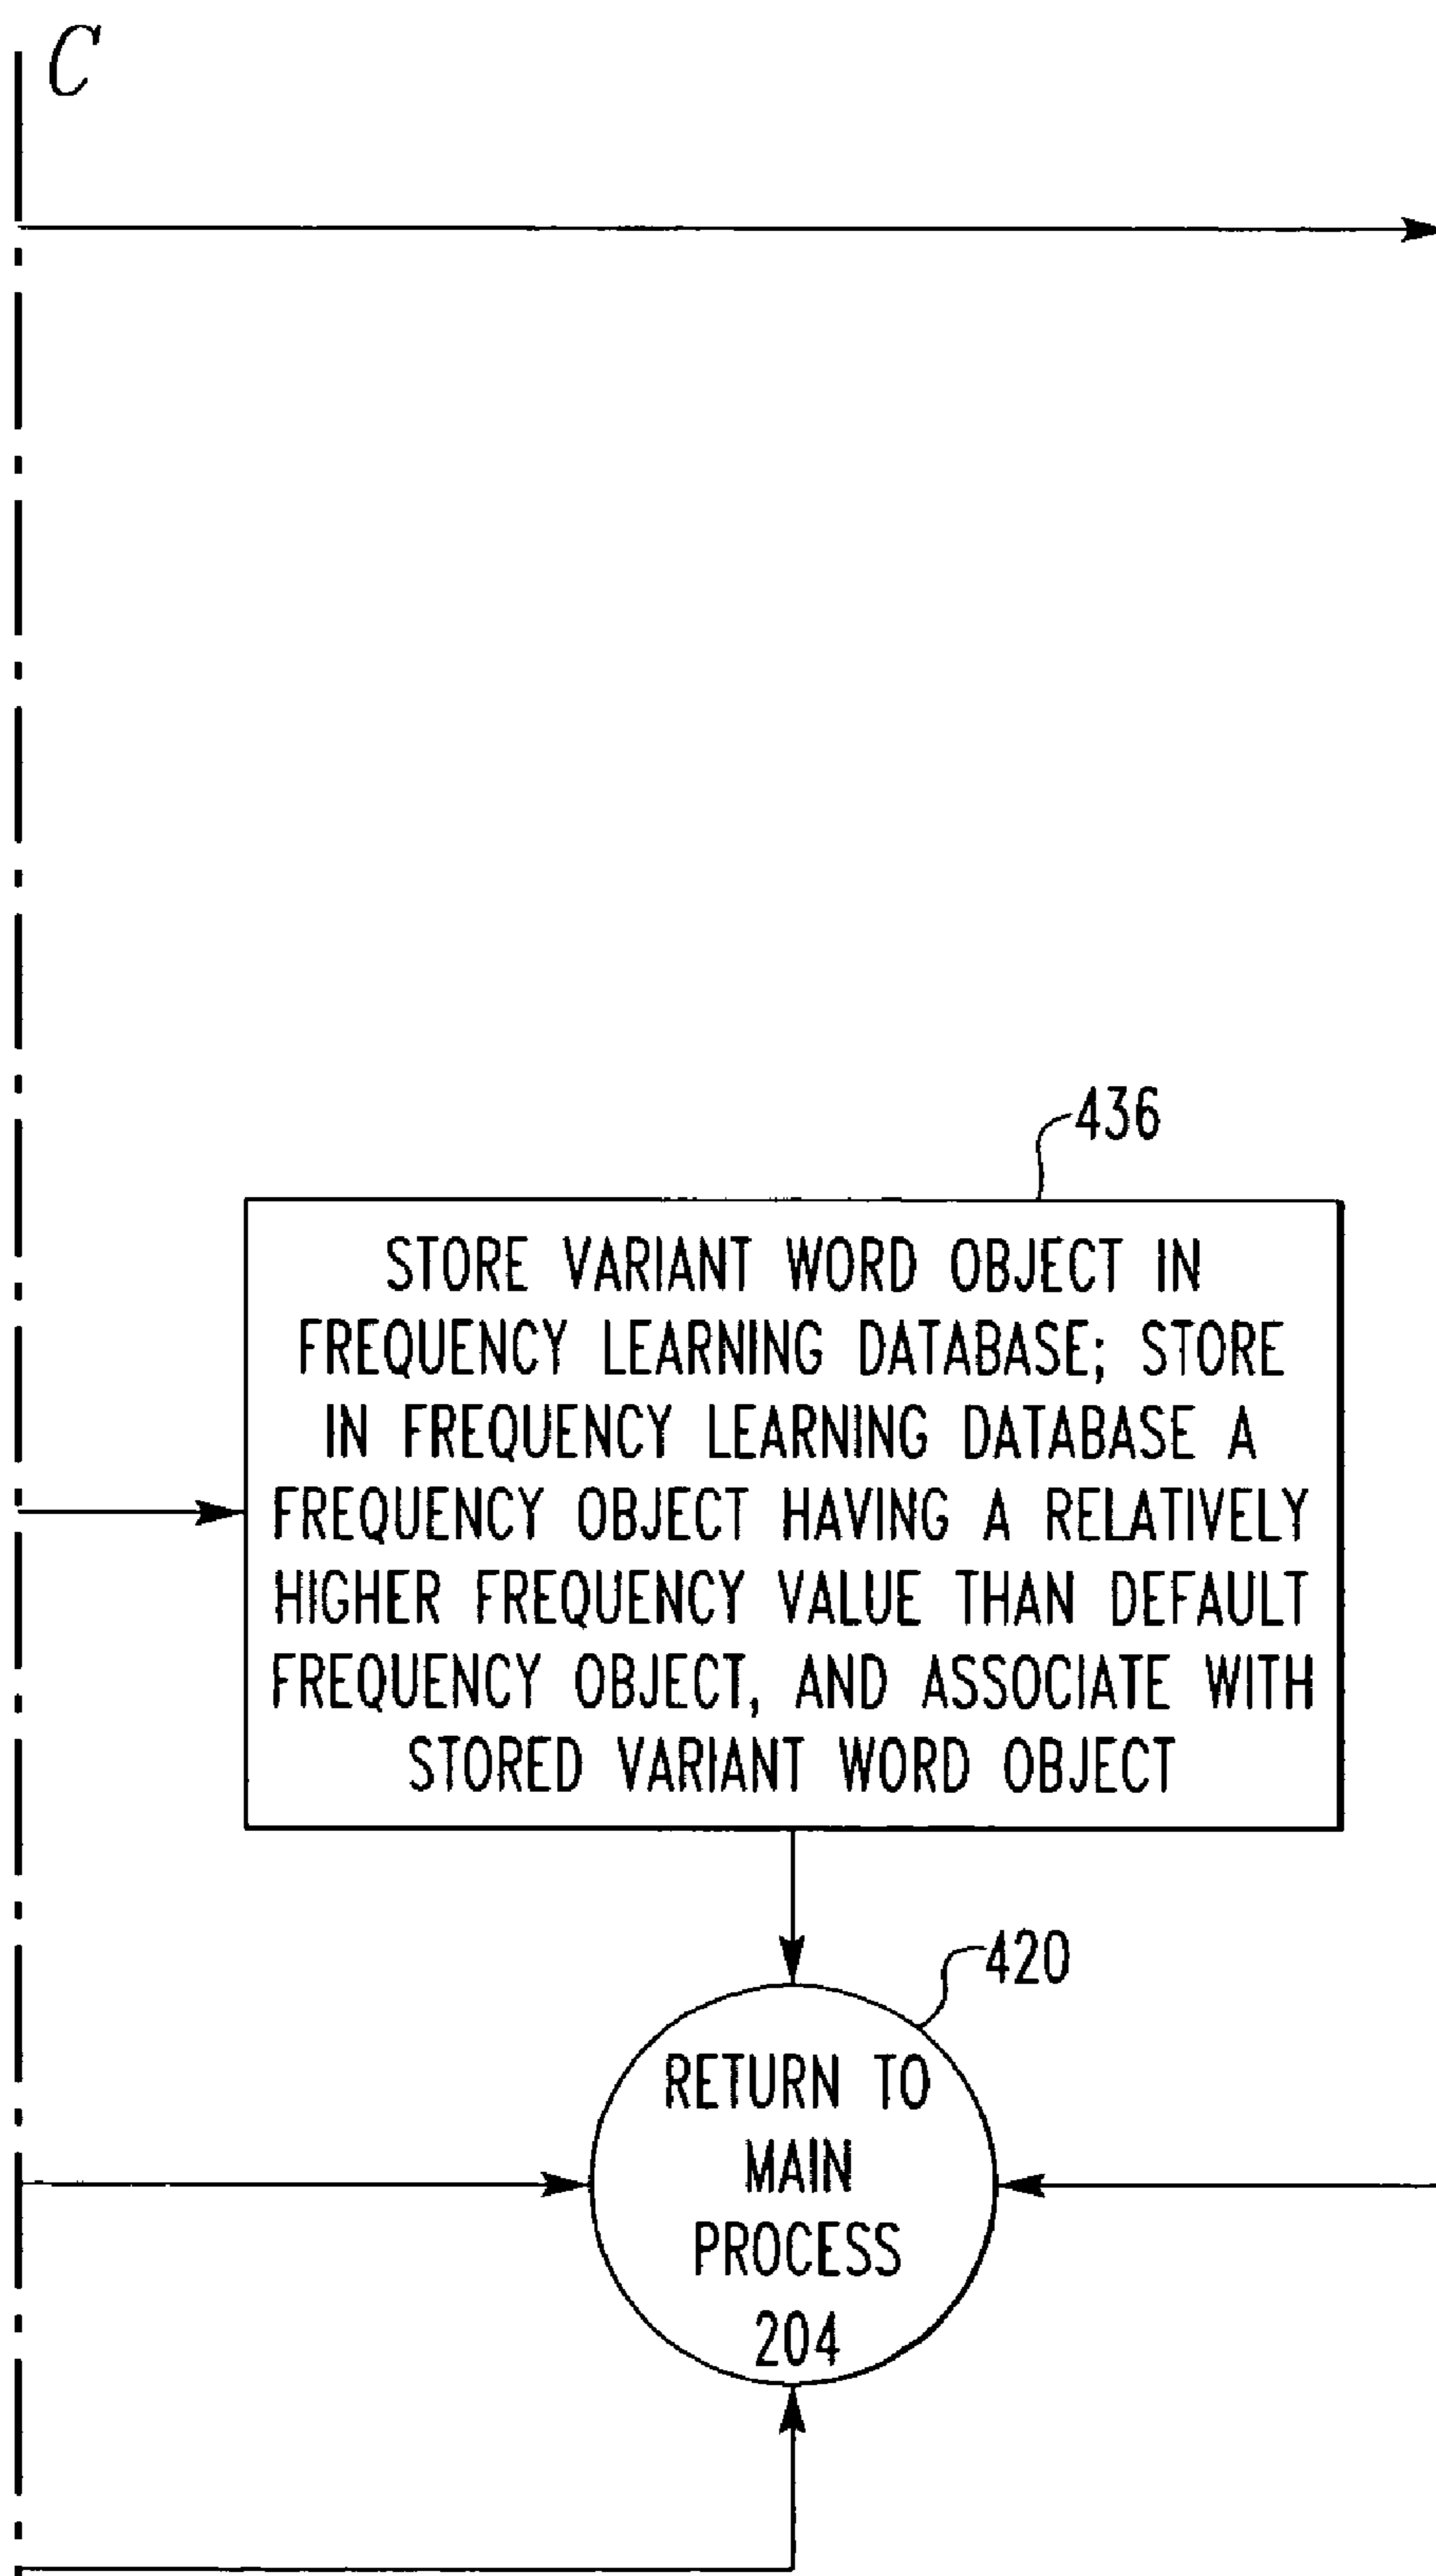 C
436
STORE VARIANT WORD OBJECT IN
FREQUENCY LEARNING DATABASE; STORE
IN FREQUENCY LEARNING DATABASE A
FREQUENCY OBJECT HAVING A RELATIVELY
HIGHER FREQUENCY VALUE THAN DEFAULT
FREQUENCY OBJECT, AND ASSOCIATE WITH
STORED VARIANT WORD OBJECT
420
RETURN TO
MAIN
PROCESS
204